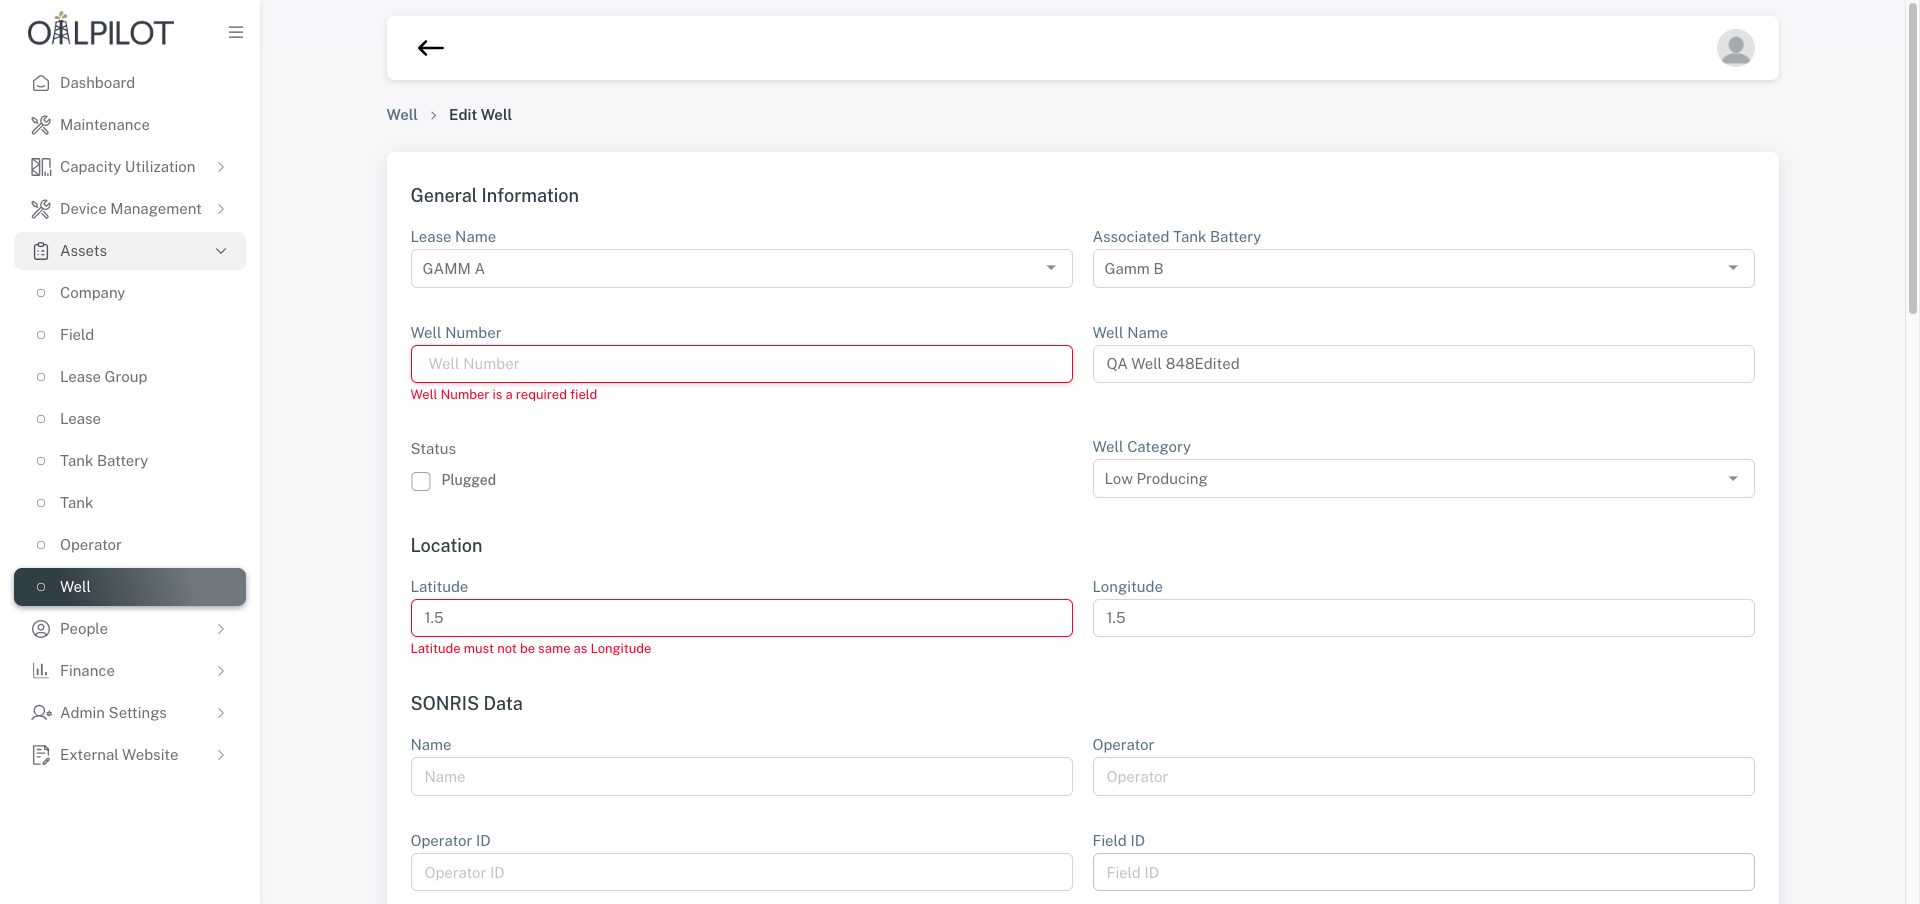 OILPILOT
Dashboard
Maintenance
Capacity Utilization
Device Management
Assets
Company
Field
Lease Group
Lease
Tank Battery
Tank
Operator
Well
People
Finance
Admin Settings
External Website
Well > Edit Well
General Information
Lease Name
GAMM A
Associated Tank Battery
Gamm B
Well Number
Well Number
Well Number is a required field
Well Name
QA Well 848Edited
Status
Plugged
Well Category
Low Producing
Location
Latitude
1.5
Latitude must not be same as Longitude
Longitude
1.5
SONRIS Data
Name
Name
Operator
Operator
Operator ID
Operator ID
Field ID
Field ID